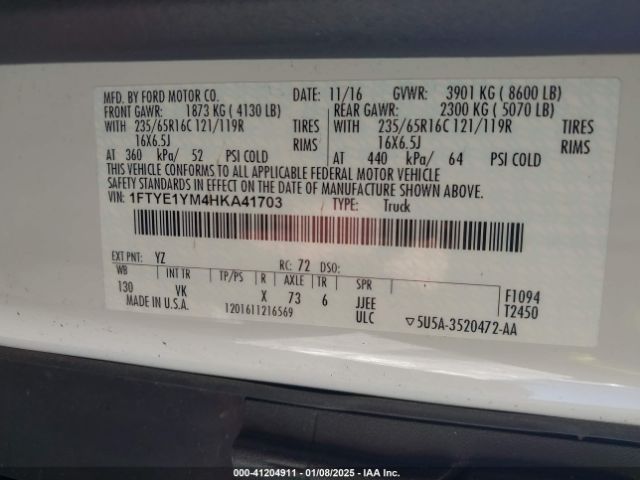 MFD. BY FORD MOTOR CO. DATE: 11/16 GVWR: 3901 KG ( 8600 LB)
FRONT GAWR: 1873 KG ( 4130 LB) REAR GAWR: 2300 KG ( 5070 LB)
WITH 235/65R16C 121/119R TIRES WITH 235/65R16C 121/119R TIRES
16X6.5J RIMS 16X6.5J RIMS
AT 360 kPa/ 52 PSI COLD AT 440 kPa/ 64 PSI COLD
THIS VEHICLE CONFORMS TO ALL APPLICABLE FEDERAL MOTOR VEHICLE
SAFETY STANDARDS IN EFFECT ON THE DATE OF MANUFACTURE SHOWN ABOVE.
VIN: 1FTYE1YM4HKA41703 TYPE: Truck
EXT PNT: YZ RC: 72 DSO:
WB INT TR TP/PS R AXLE TR SPR
130 VK X 73 6 JJEE F1094
MADE IN U.S.A. 1201611216569 ULC T2450
▽5U5A-3520472-AA
000-41204911 - 01/08/2025 - IAA Inc.